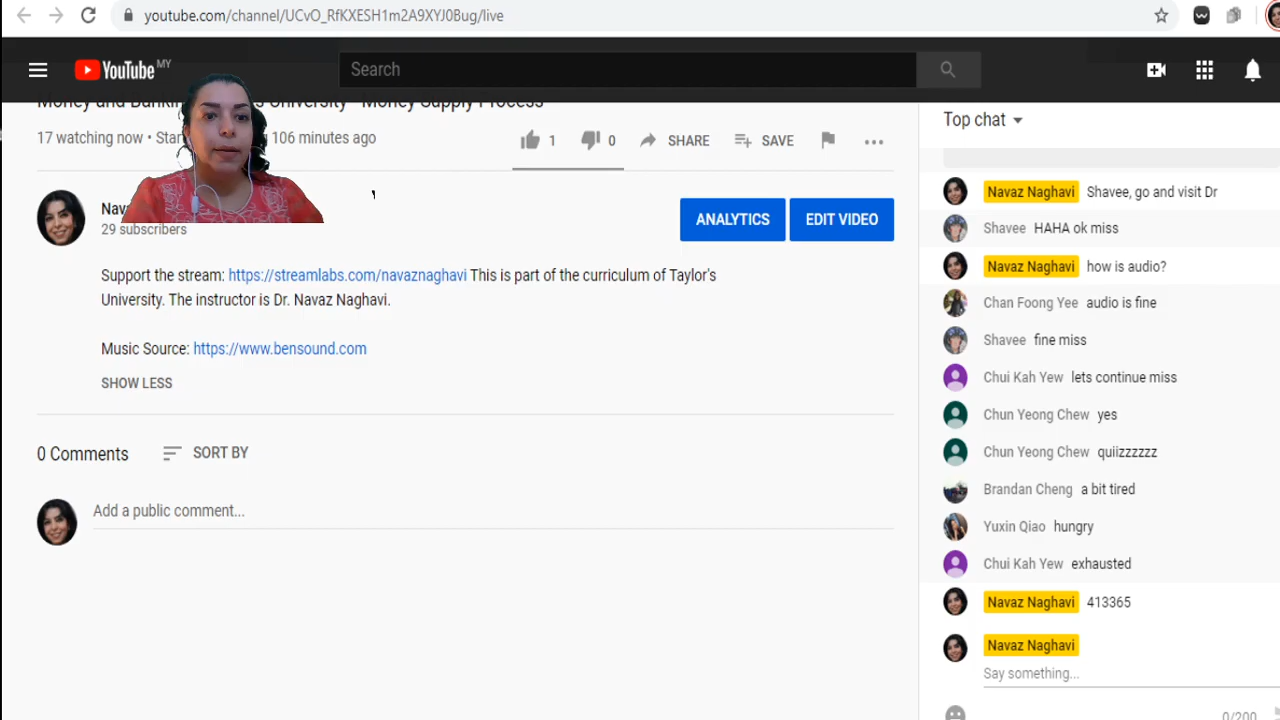 youtube.com/channel/UCvO_RfKXESH1m2A9XYJ0Bug/live
YouTube MY
Search
Money and Banking University - Money Supply Process
17 watching now • 106 minutes ago
1 0 SHARE SAVE
29 subscribers
ANALYTICS EDIT VIDEO
Support the stream: https://streamlabs.com/navaznaghavi This is part of the curriculum of Taylor's
University. The instructor is Dr. Navaz Naghavi.
Music Source: https://www.bensound.com
SHOW LESS
0 Comments SORT BY
Add a public comment...
Top chat
Navaz Naghavi Shavee, go and visit Dr
Shavee HAHA ok miss
Navaz Naghavi how is audio?
Chan Foong Yee audio is fine
Shavee fine miss
Chui Kah Yew lets continue miss
Chun Yeong Chew yes
Chun Yeong Chew quiizzzzzz
Brandan Cheng a bit tired
Yuxin Qiao hungry
Chui Kah Yew exhausted
Navaz Naghavi 413365
Navaz Naghavi
Say something...
0/200